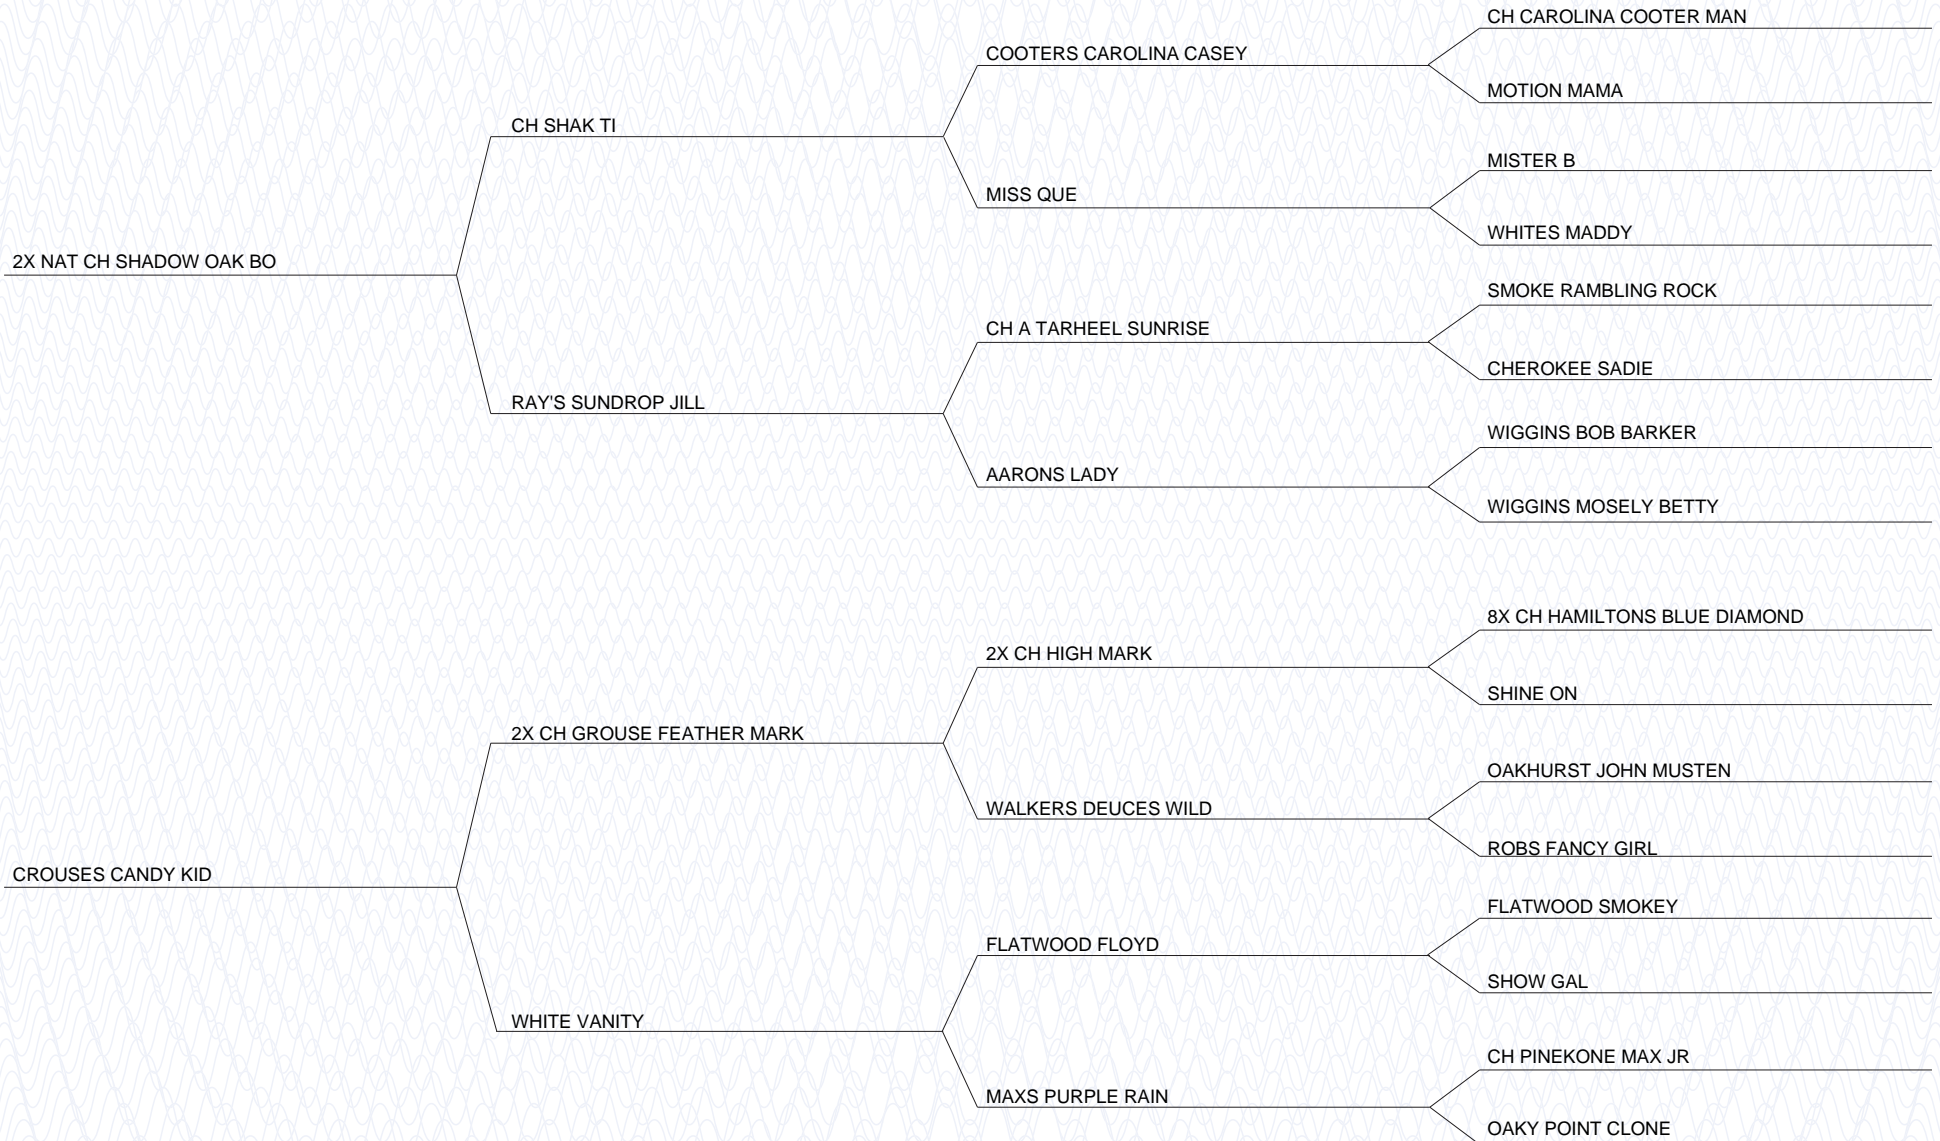 CH CAROLINA COOTER MAN
COOTERS CAROLINA CASEY
MOTION MAMA
CH SHAK TI
MISTER B
MISS QUE
WHITES MADDY
2X NAT CH SHADOW OAK BO
SMOKE RAMBLING ROCK
CH A TARHEEL SUNRISE
CHEROKEE SADIE
RAY'S SUNDROP JILL
WIGGINS BOB BARKER
AARONS LADY
WIGGINS MOSELY BETTY
8X CH HAMILTONS BLUE DIAMOND
2X CH HIGH MARK
SHINE ON
2X CH GROUSE FEATHER MARK
OAKHURST JOHN MUSTEN
WALKERS DEUCES WILD
ROBS FANCY GIRL
CROUSES CANDY KID
FLATWOOD SMOKEY
FLATWOOD FLOYD
SHOW GAL
WHITE VANITY
CH PINEKONE MAX JR
MAXS PURPLE RAIN
OAKY POINT CLONE